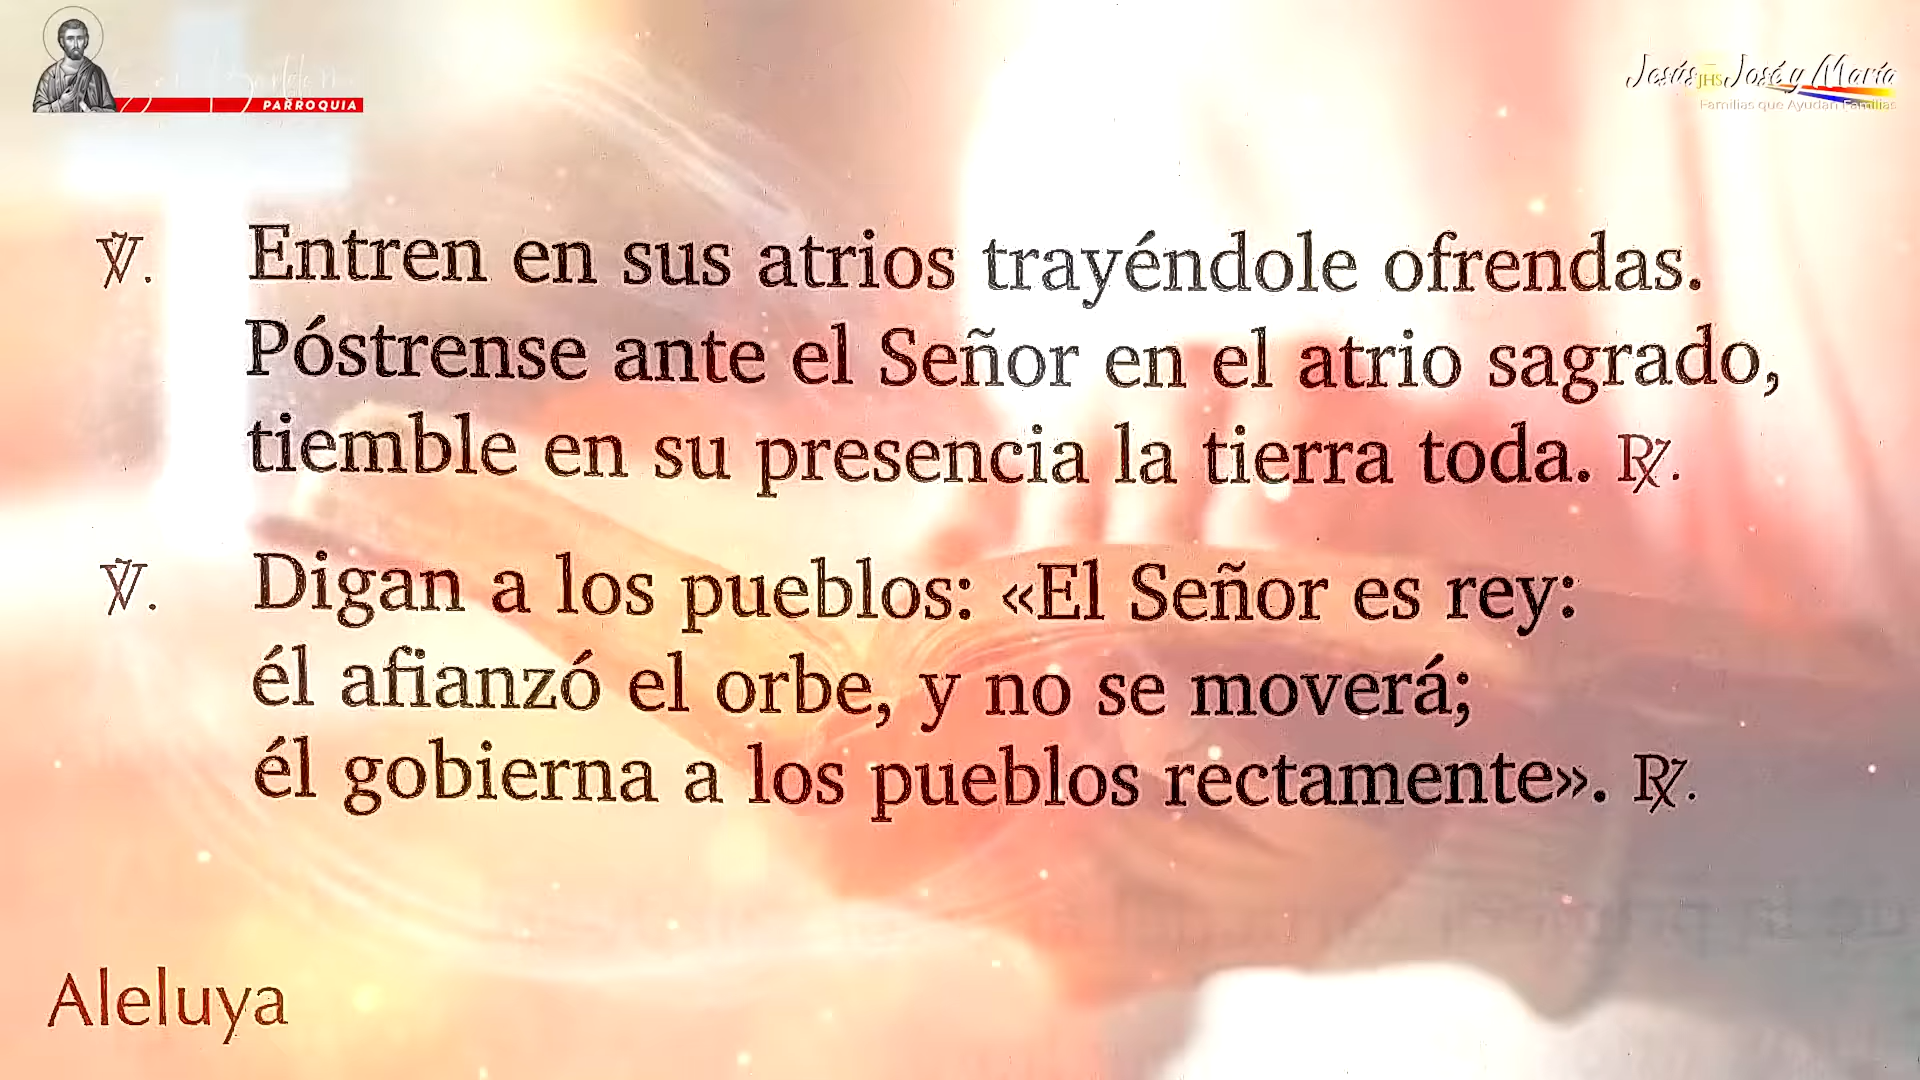 PARROQUIA
Jesús JHS José y María
Familias que Ayudan Familias
℣. Entren en sus atrios trayéndole ofrendas.
Póstrense ante el Señor en el atrio sagrado,
tiemble en su presencia la tierra toda. ℟.
℣. Digan a los pueblos: «El Señor es rey:
él afianzó el orbe, y no se moverá;
él gobierna a los pueblos rectamente». ℟.
Aleluya